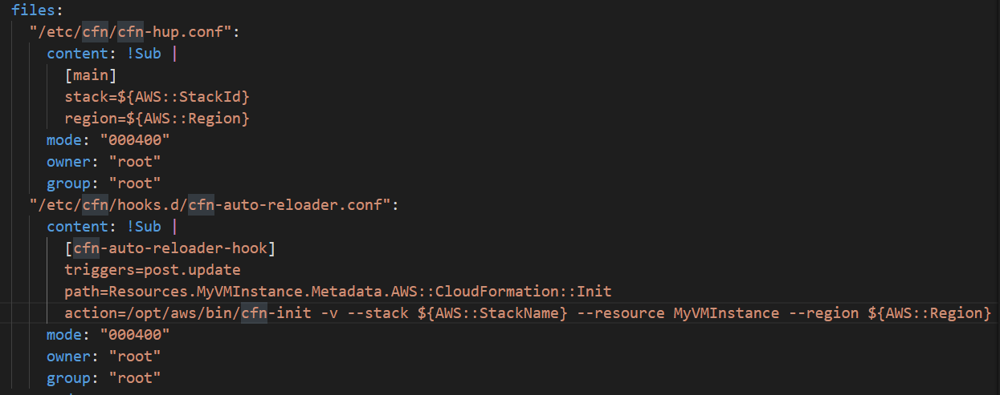 files:
"/etc/cfn/cfn-hup.conf":
content: !Sub |
[main]
stack=${AWS::StackId}
region=${AWS::Region}
mode: "000400"
owner: "root"
group: "root"
"/etc/cfn/hooks.d/cfn-auto-reloader.conf":
content: !Sub |
[cfn-auto-reloader-hook]
triggers=post.update
path=Resources.MyVMInstance.Metadata.AWS::CloudFormation::Init
action=/opt/aws/bin/cfn-init -v --stack ${AWS::StackName} --resource MyVMInstance --region ${AWS::Region}
mode: "000400"
owner: "root"
group: "root"